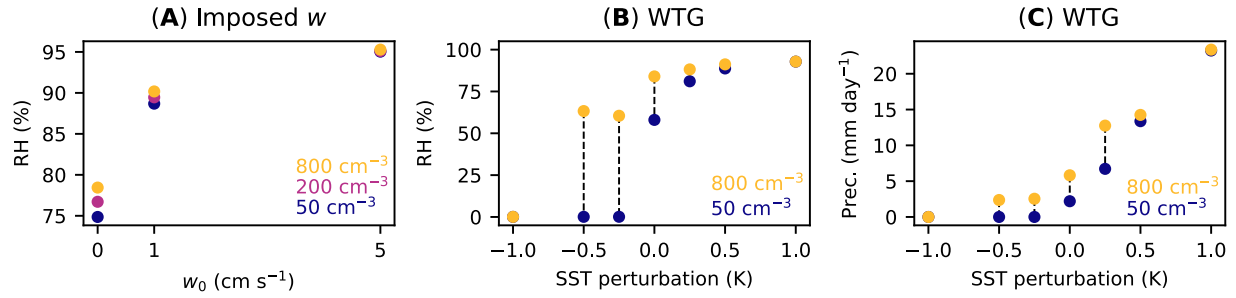 (A) Imposed w
RH (%)
95
90
85
80
75
0
1
5
w₀ (cm s⁻¹)
800 cm⁻³
200 cm⁻³
50 cm⁻³
(B) WTG
RH (%)
100
75
50
25
0
−1.0
−0.5
0.0
0.5
1.0
SST perturbation (K)
800 cm⁻³
50 cm⁻³
(C) WTG
Prec. (mm day⁻¹)
20
15
10
5
0
−1.0
−0.5
0.0
0.5
1.0
SST perturbation (K)
800 cm⁻³
50 cm⁻³